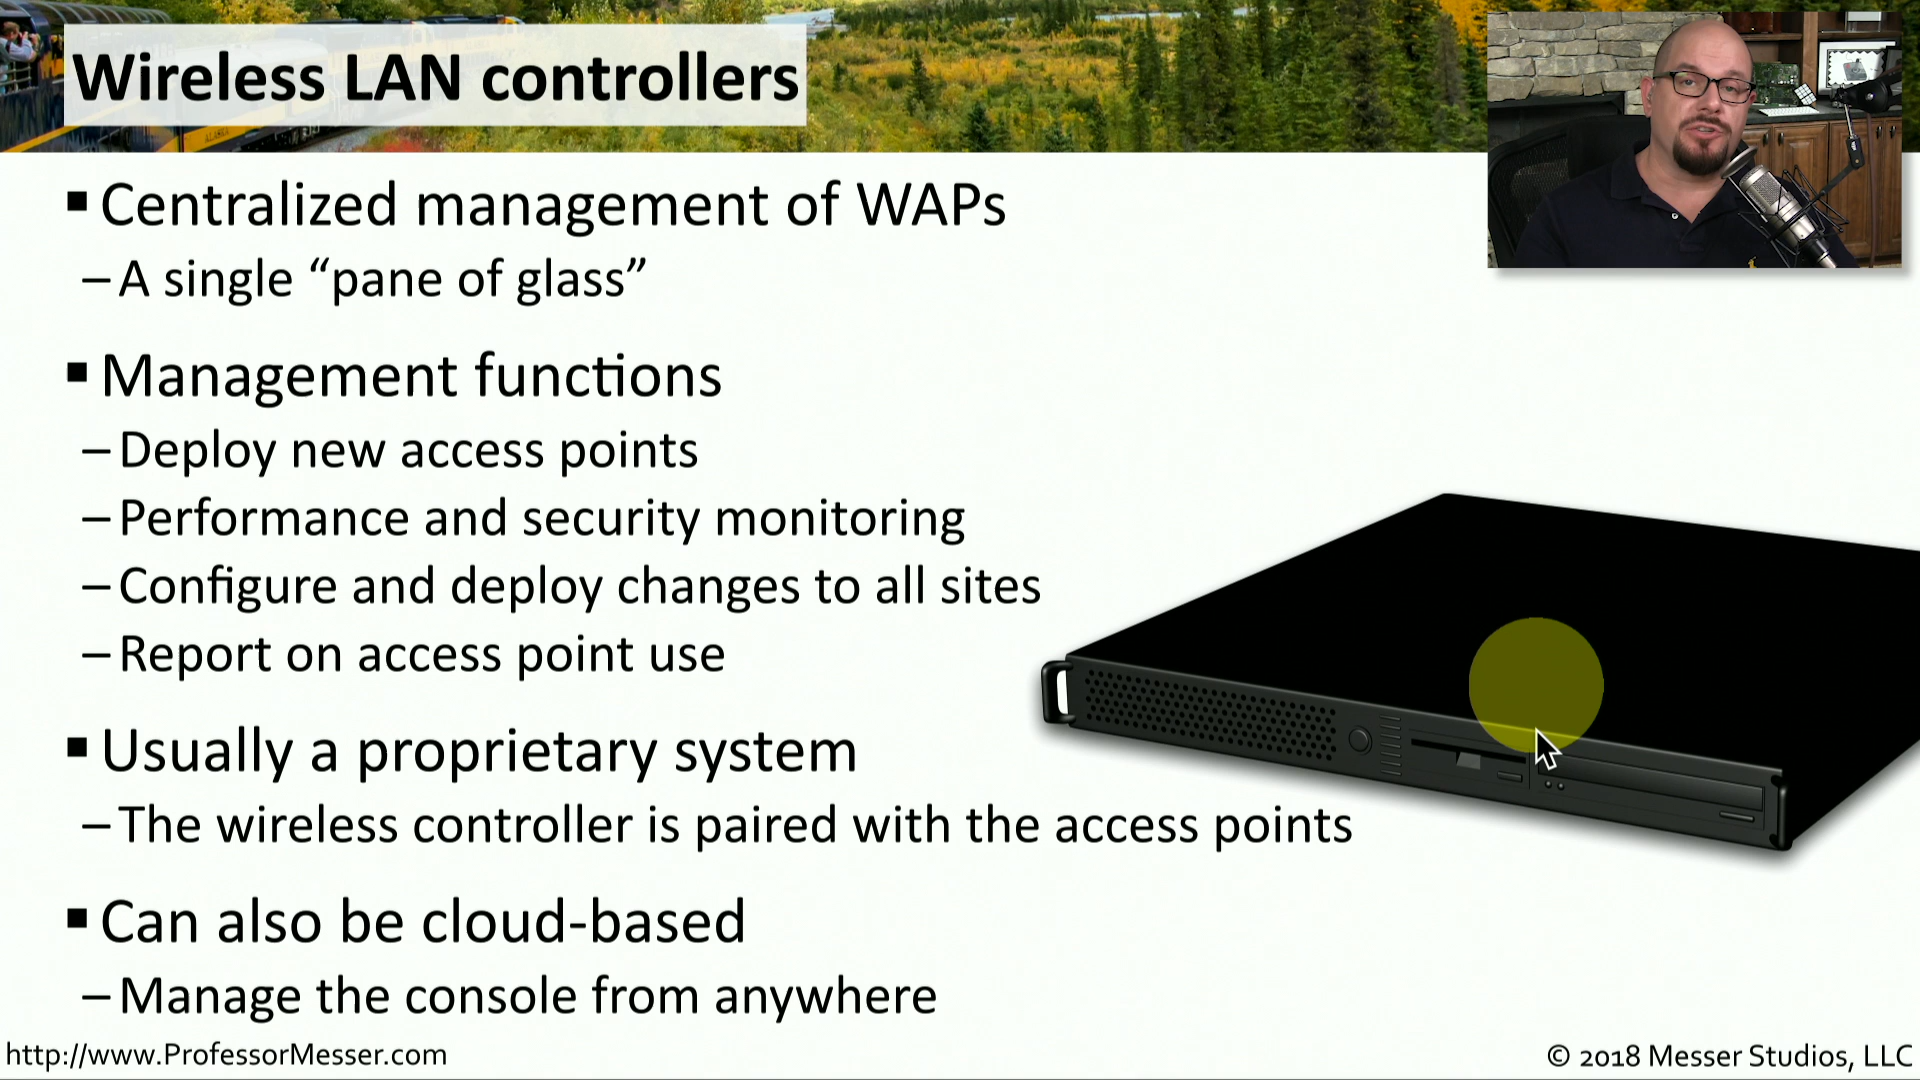 Wireless LAN controllers
▪ Centralized management of WAPs
– A single “pane of glass”
▪ Management functions
– Deploy new access points
– Performance and security monitoring
– Configure and deploy changes to all sites
– Report on access point use
▪ Usually a proprietary system
– The wireless controller is paired with the access points
▪ Can also be cloud-based
– Manage the console from anywhere
http://www.ProfessorMesser.com
© 2018 Messer Studios, LLC